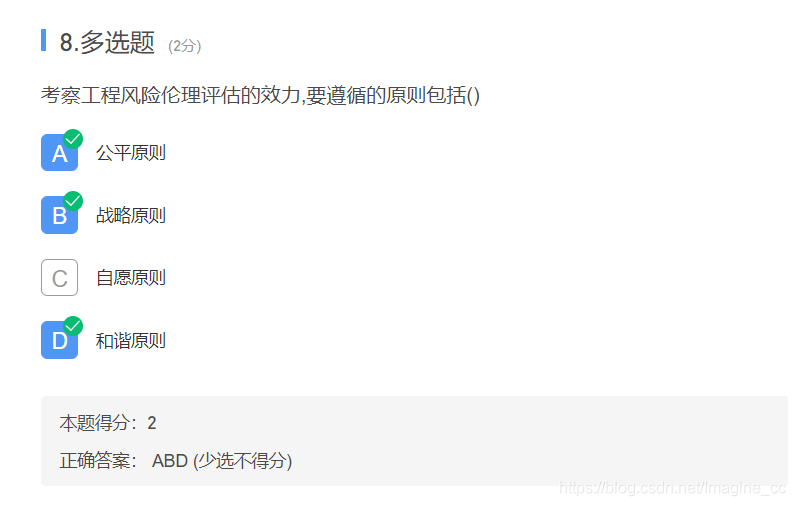 8.多选题 (2分)
考察工程风险伦理评估的效力,要遵循的原则包括()
A 公平原则
B 战略原则
C 自愿原则
D 和谐原则
本题得分：2
正确答案： ABD (少选不得分)
https://blog.csdn.net/Imagine_cc